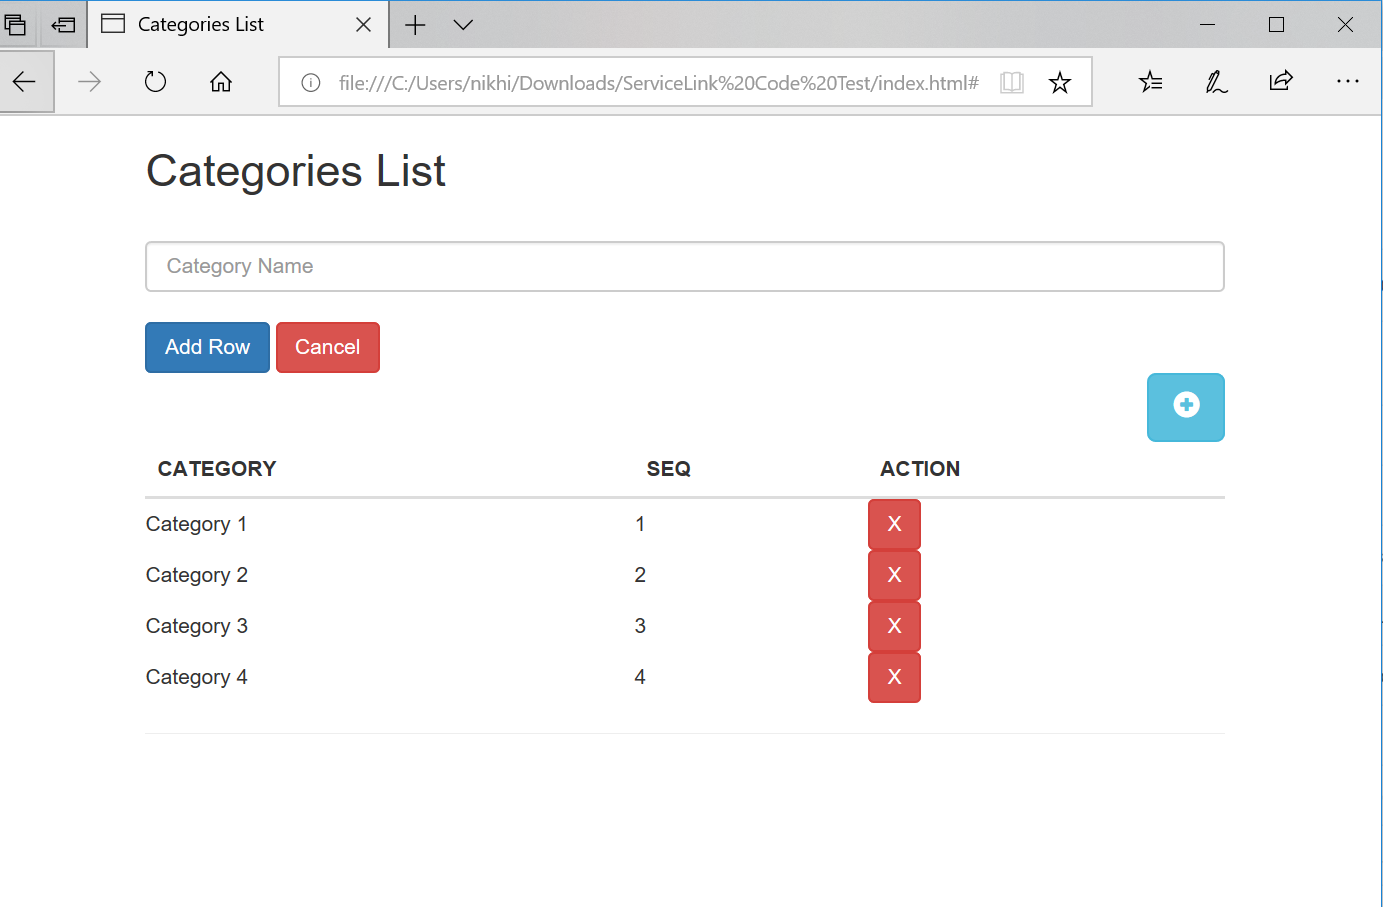 Categories List
file:///C:/Users/nikhi/Downloads/ServiceLink%20Code%20Test/index.html#
Categories List
Category Name
Add Row Cancel
CATEGORY SEQ ACTION
Category 1 1 X
Category 2 2 X
Category 3 3 X
Category 4 4 X